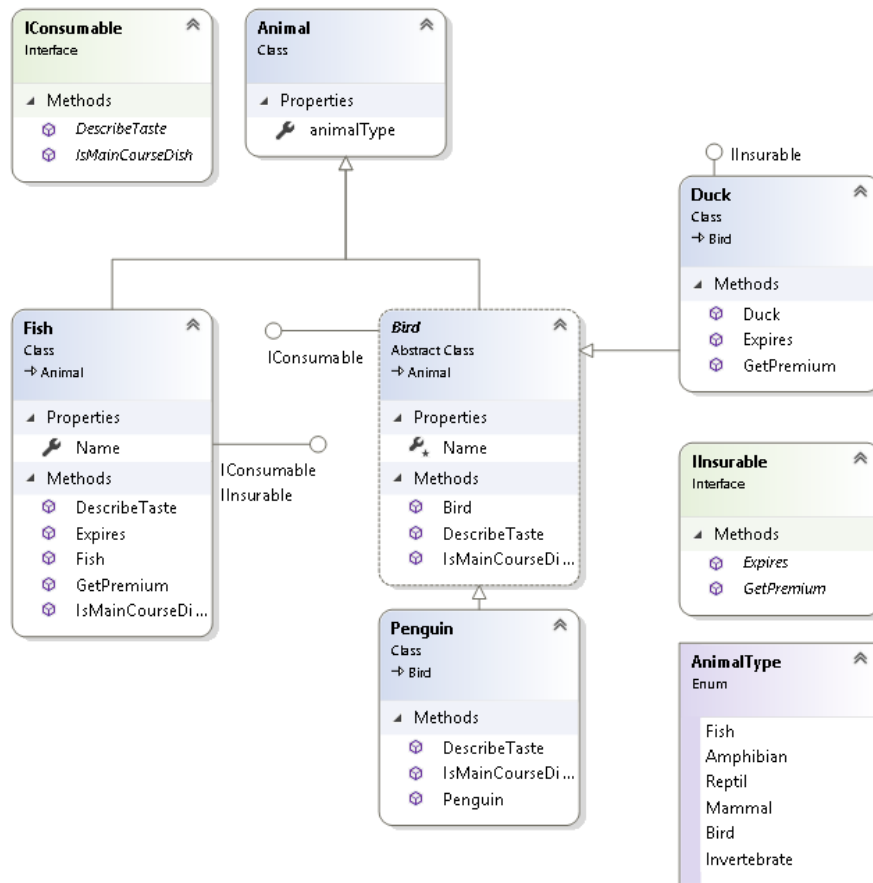 IConsumable
Interface
Methods
DescribeTaste
IsMainCourseDish
Animal
Class
Properties
animalType
IInsurable
Duck
Class
Bird
Methods
Duck
Expires
GetPremium
Fish
Class
Animal
Properties
Name
Methods
DescribeTaste
Expires
Fish
GetPremium
IsMainCourseDi...
IConsumable
IInsurable
IConsumable
Bird
Abstract Class
Animal
Properties
Name
Methods
Bird
DescribeTaste
IsMainCourseDi...
IInsurable
Interface
Methods
Expires
GetPremium
Penguin
Class
Bird
Methods
DescribeTaste
IsMainCourseDi...
Penguin
AnimalType
Enum
Fish
Amphibian
Reptil
Mammal
Bird
Invertebrate